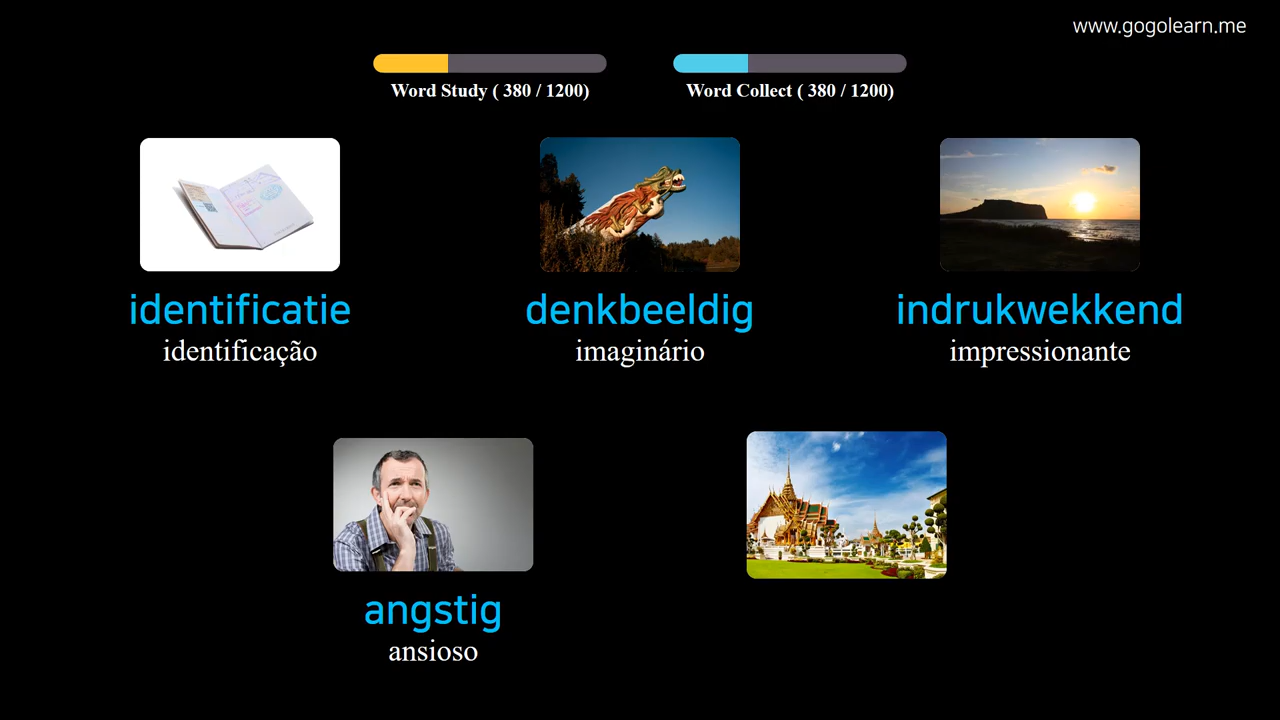 www.gogolearn.me
Word Study ( 380 / 1200)
Word Collect ( 380 / 1200)
identificatie
identificação
denkbeeldig
imaginário
indrukwekkend
impressionante
angstig
ansioso